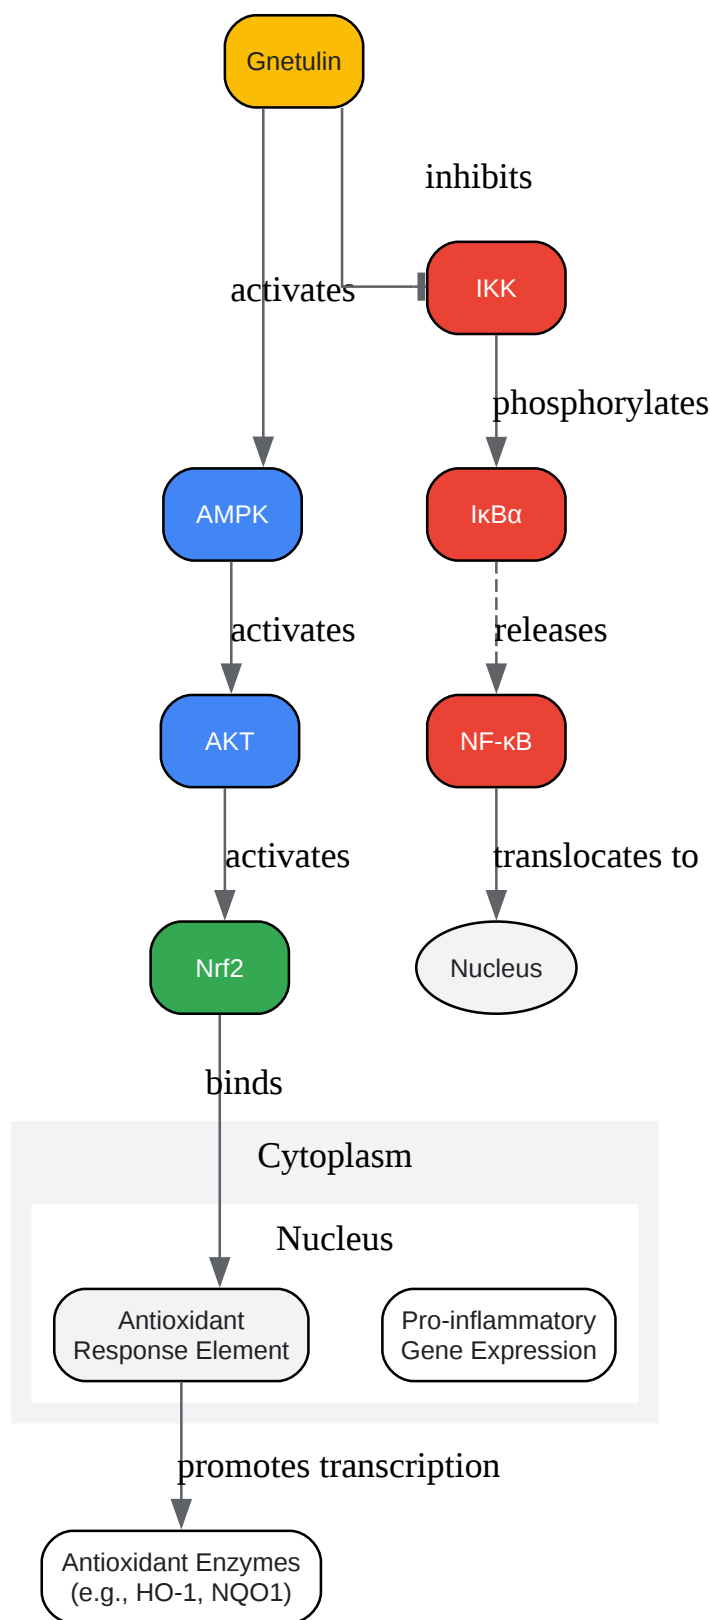 Gnetulin
inhibits
activates
IKK
phosphorylates
AMPK
IκBα
activates
releases
AKT
NF-κB
activates
translocates to
Nrf2
Nucleus
binds
Cytoplasm
Nucleus
Antioxidant
Response Element
Pro-inflammatory
Gene Expression
promotes transcription
Antioxidant Enzymes
(e.g., HO-1, NQO1)